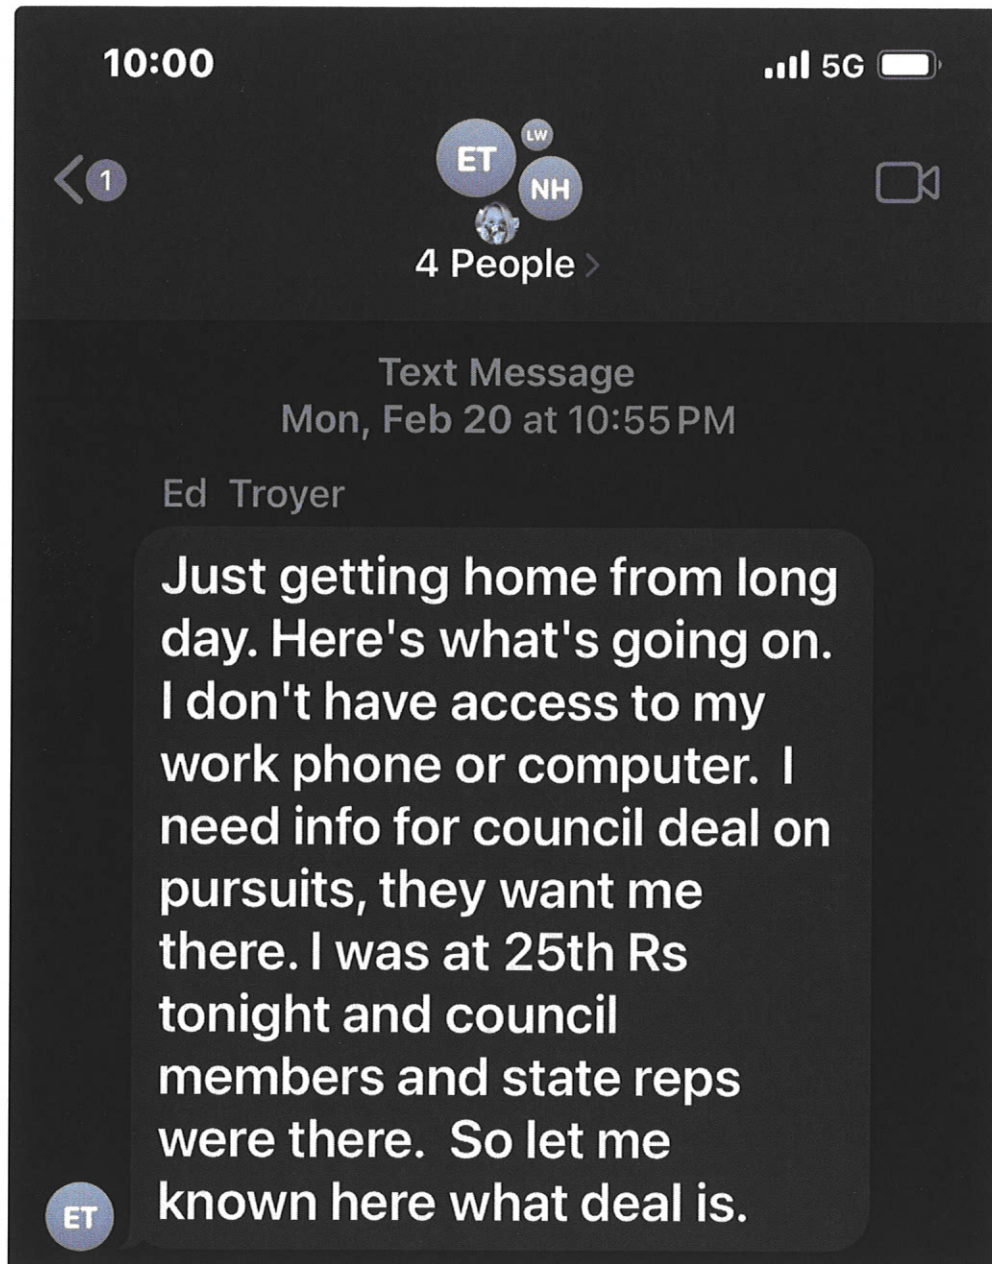 10:00
5G
1
ET
LW
NH
4 People
Text Message
Mon, Feb 20 at 10:55 PM
Ed Troyer
Just getting home from long
day. Here's what's going on.
I don't have access to my
work phone or computer. I
need info for council deal on
pursuits, they want me
there. I was at 25th Rs
tonight and council
members and state reps
were there. So let me
known here what deal is.
ET